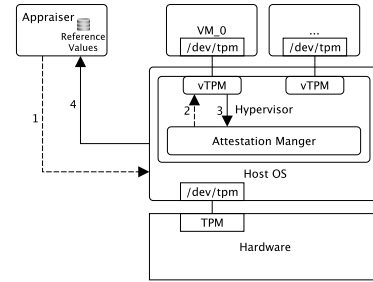 Appraiser
Reference
Values
VM_0
/dev/tpm
...
/dev/tpm
vTPM
vTPM
1
4
2
3
Hypervisor
Attestation Manger
Host OS
/dev/tpm
TPM
Hardware